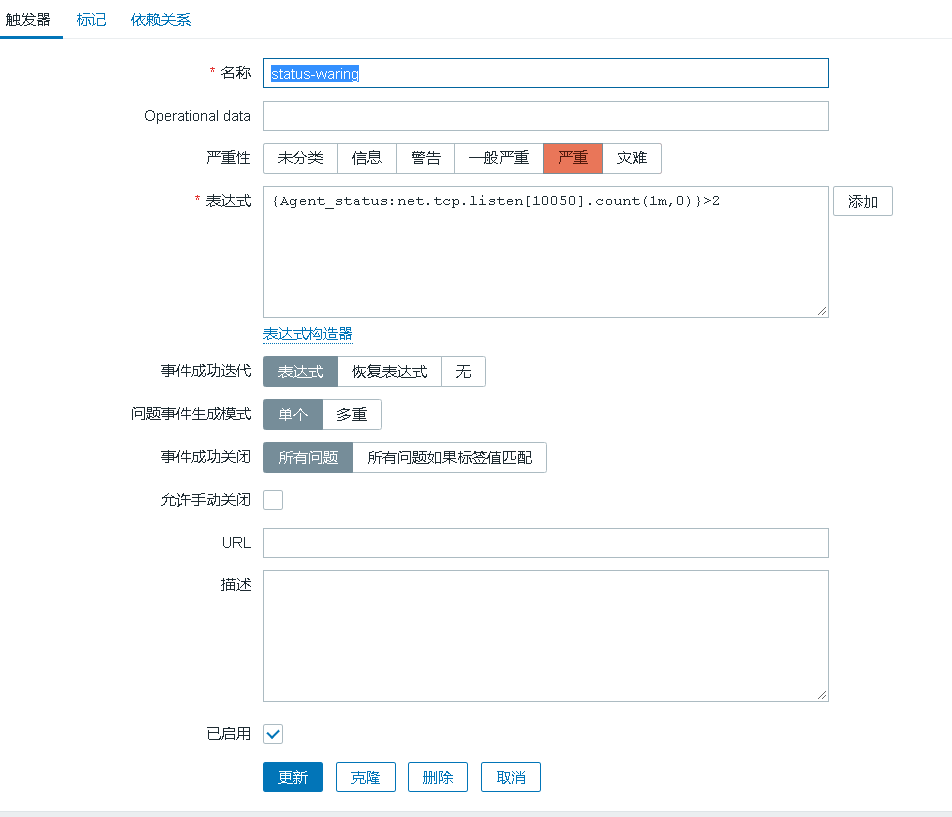 触发器 标记 依赖关系
* 名称 status-waring
Operational data
严重性 未分类 信息 警告 一般严重 严重 灾难
* 表达式 {Agent_status:net.tcp.listen[10050].count(1m,0)}>2 添加
表达式构造器
事件成功迭代 表达式 恢复表达式 无
问题事件生成模式 单个 多重
事件成功关闭 所有问题 所有问题如果标签值匹配
允许手动关闭
URL
描述
已启用
更新 克隆 删除 取消